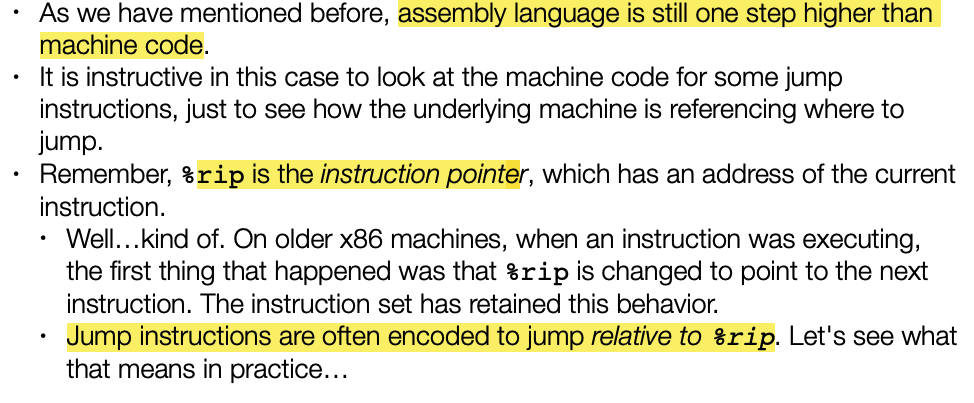 • As we have mentioned before, assembly language is still one step higher than
machine code.
• It is instructive in this case to look at the machine code for some jump
instructions, just to see how the underlying machine is referencing where to
jump.
• Remember, %rip is the instruction pointer, which has an address of the current
instruction.
• Well…kind of. On older x86 machines, when an instruction was executing,
the first thing that happened was that %rip is changed to point to the next
instruction. The instruction set has retained this behavior.
• Jump instructions are often encoded to jump relative to %rip. Let's see what
that means in practice…